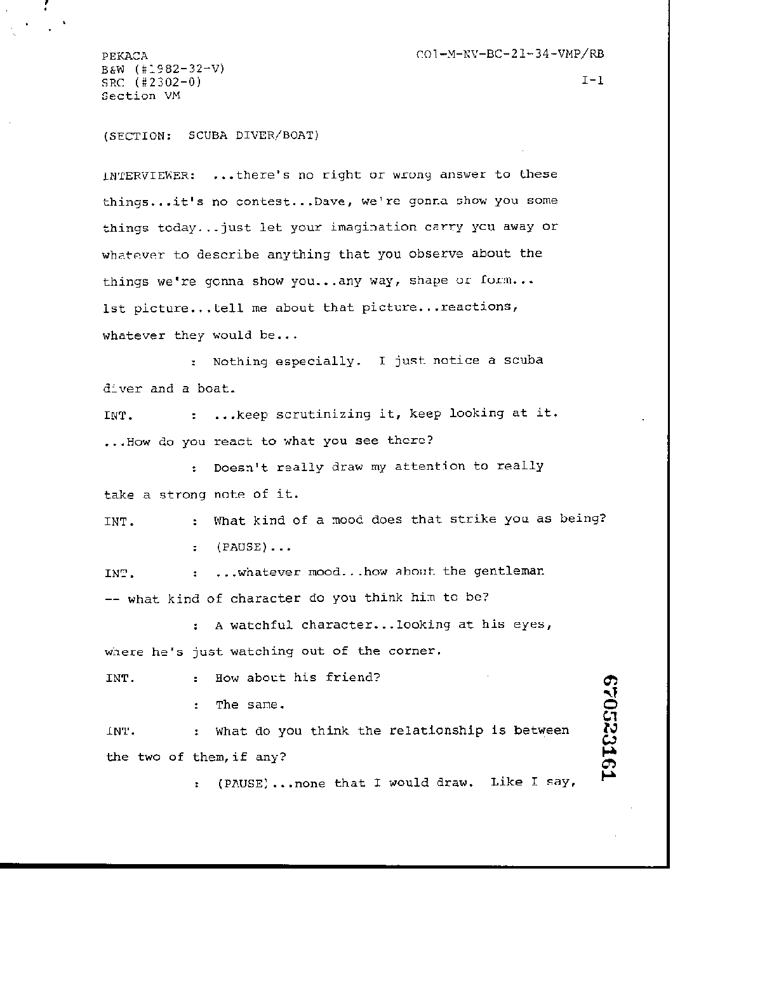 PEKACA
CO1-M-NV-BC-21-34-VMP/RB
B&W (#1982-32-V)
SRC (#2302-0)
I-1
Section VM
(SECTION: SCUBA DIVER/BOAT)
INTERVIEWER: ...there's no right or wrong answer to these
things...it's no contest...Dave, we're gonna show you some
things today...just let your imagination carry you away or
whatever to describe anything that you observe about the
things we're gonna show you...any way, shape or form...
1st picture...tell me about that picture...reactions,
whatever they would be...
: Nothing especially. I just notice a scuba
diver and a boat.
INT. : ...keep scrutinizing it, keep looking at it.
...How do you react to what you see there?
: Doesn't really draw my attention to really
take a strong note of it.
INT. : What kind of a mood does that strike you as being?
: (PAUSE)...
INT. : ...whatever mood...how about the gentleman
-- what kind of character do you think him to be?
: A watchful character...looking at his eyes,
where he's just watching out of the corner.
INT. : How about his friend?
: The same.
INT. : What do you think the relationship is between
the two of them, if any?
: (PAUSE)...none that I would draw. Like I say,
670523161